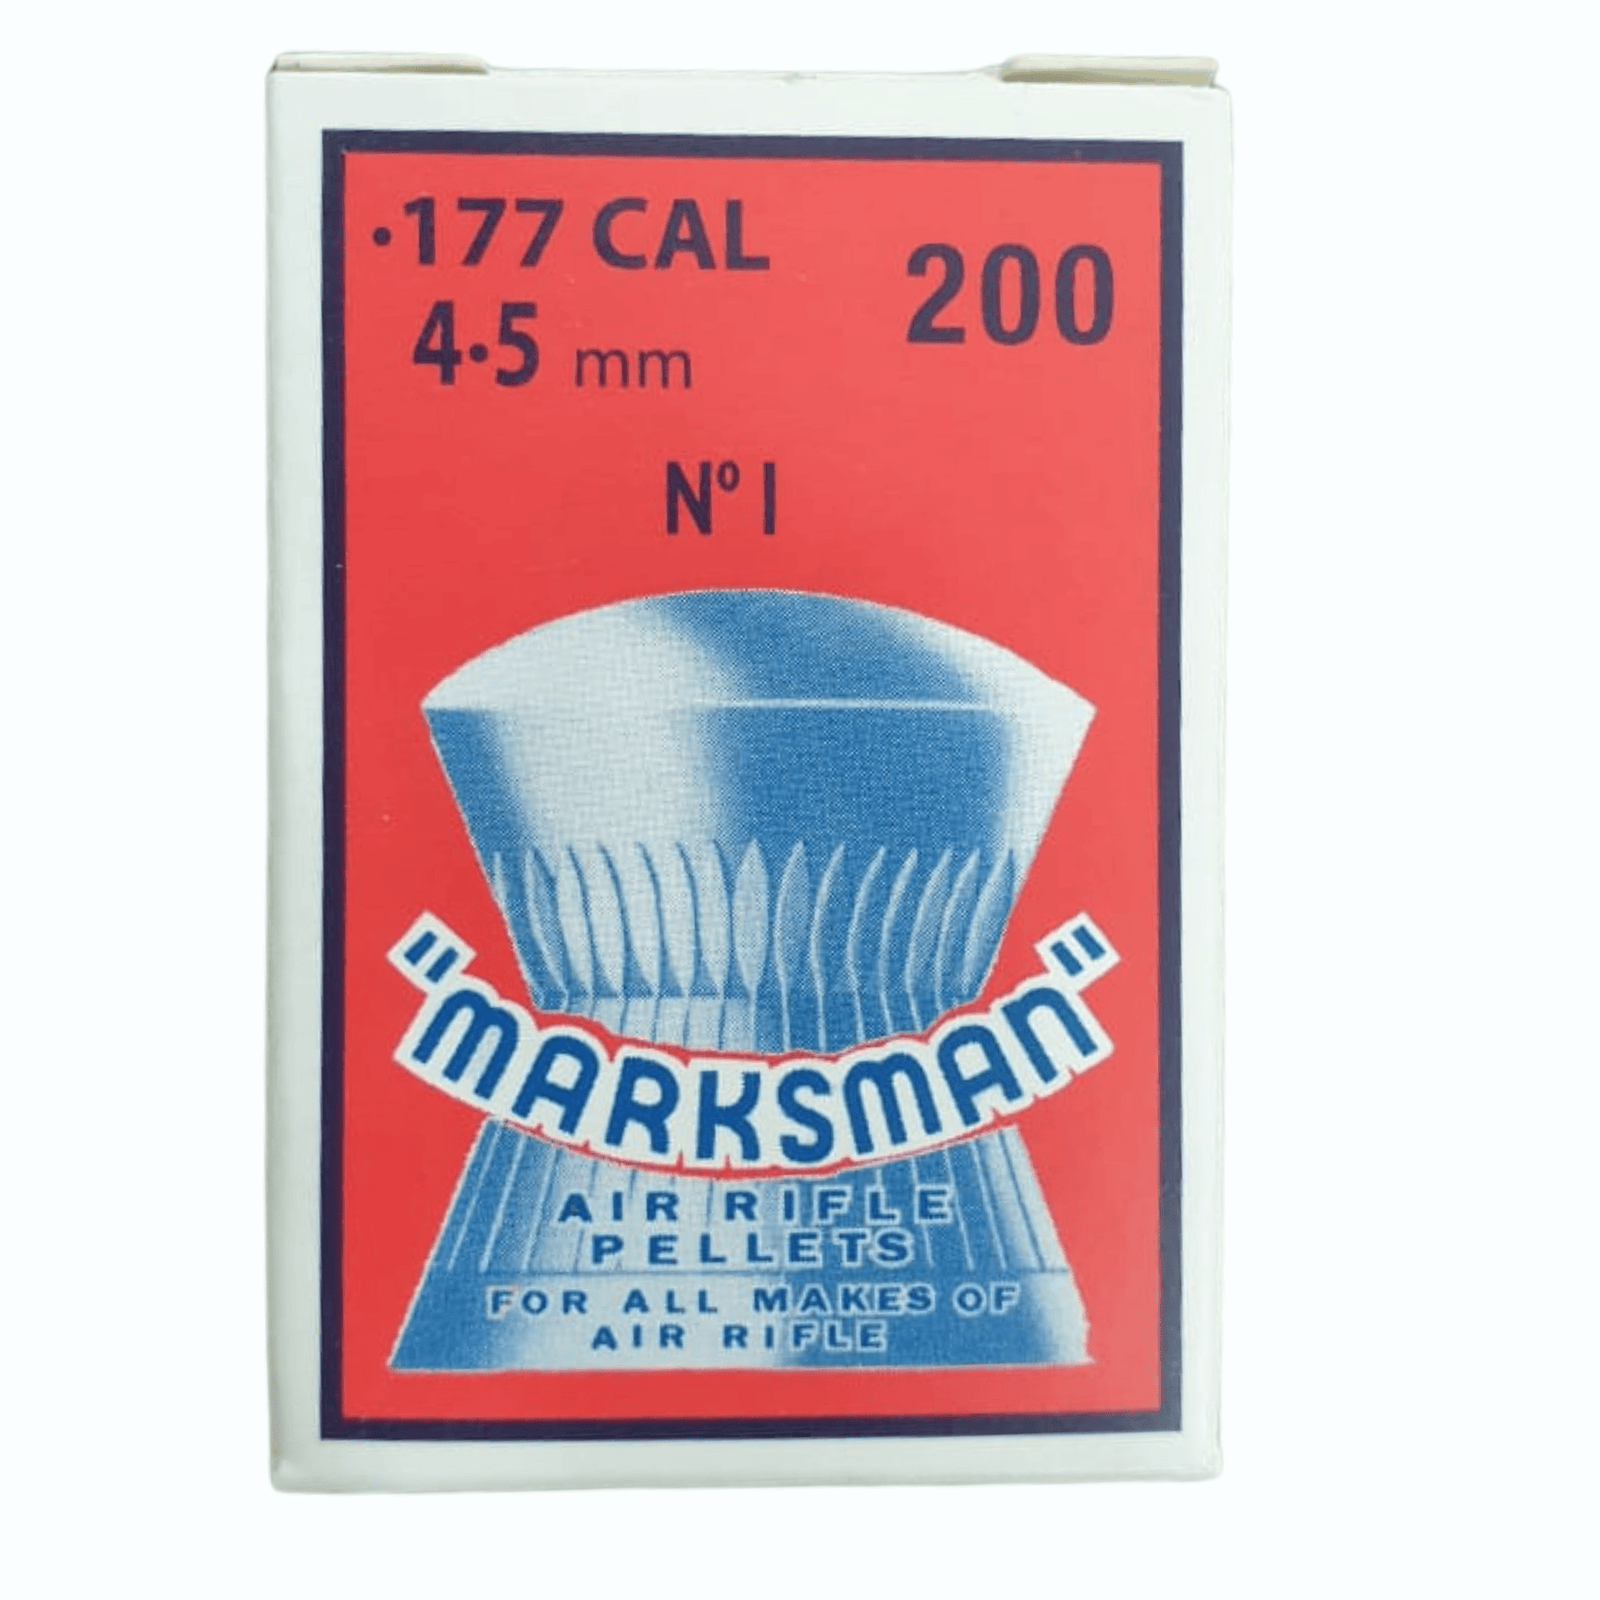 ·177 CAL
200
4·5 mm
Nº I
"MARKSMAN"
AIR RIFLE
PELLETS
FOR ALL MAKES OF
AIR RIFLE